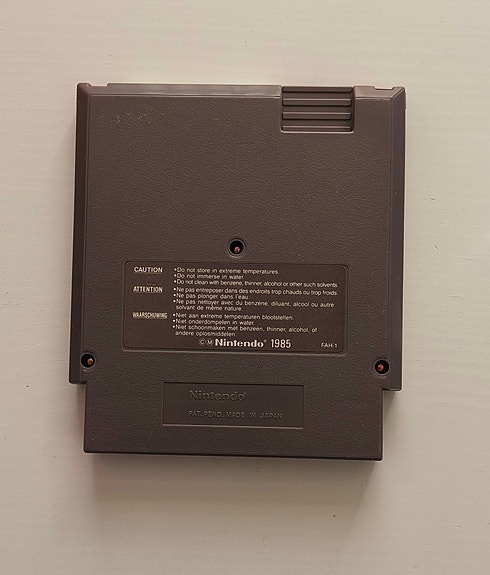 CAUTION •Do not store in extreme temperatures.
•Do not immerse in water.
•Do not clean with benzene, thinner, alcohol or other such solvents.
ATTENTION •Ne pas entreposer dans des endroits trop chauds ou trop froids.
•Ne pas plonger dans l'eau.
•Ne pas nettoyer avec du benzène, diluant, alcool ou autre
solvant de même nature.
WAARSCHUWING •Niet aan extreme temperaturen blootstellen.
•Niet onderdompelen in water.
•Niet schoonmaken met benzeen, thinner, alcohol, of
andere oplosmiddelen.
©M Nintendo® 1985 FAH-1
Nintendo®
PAT. PEND. MADE IN JAPAN